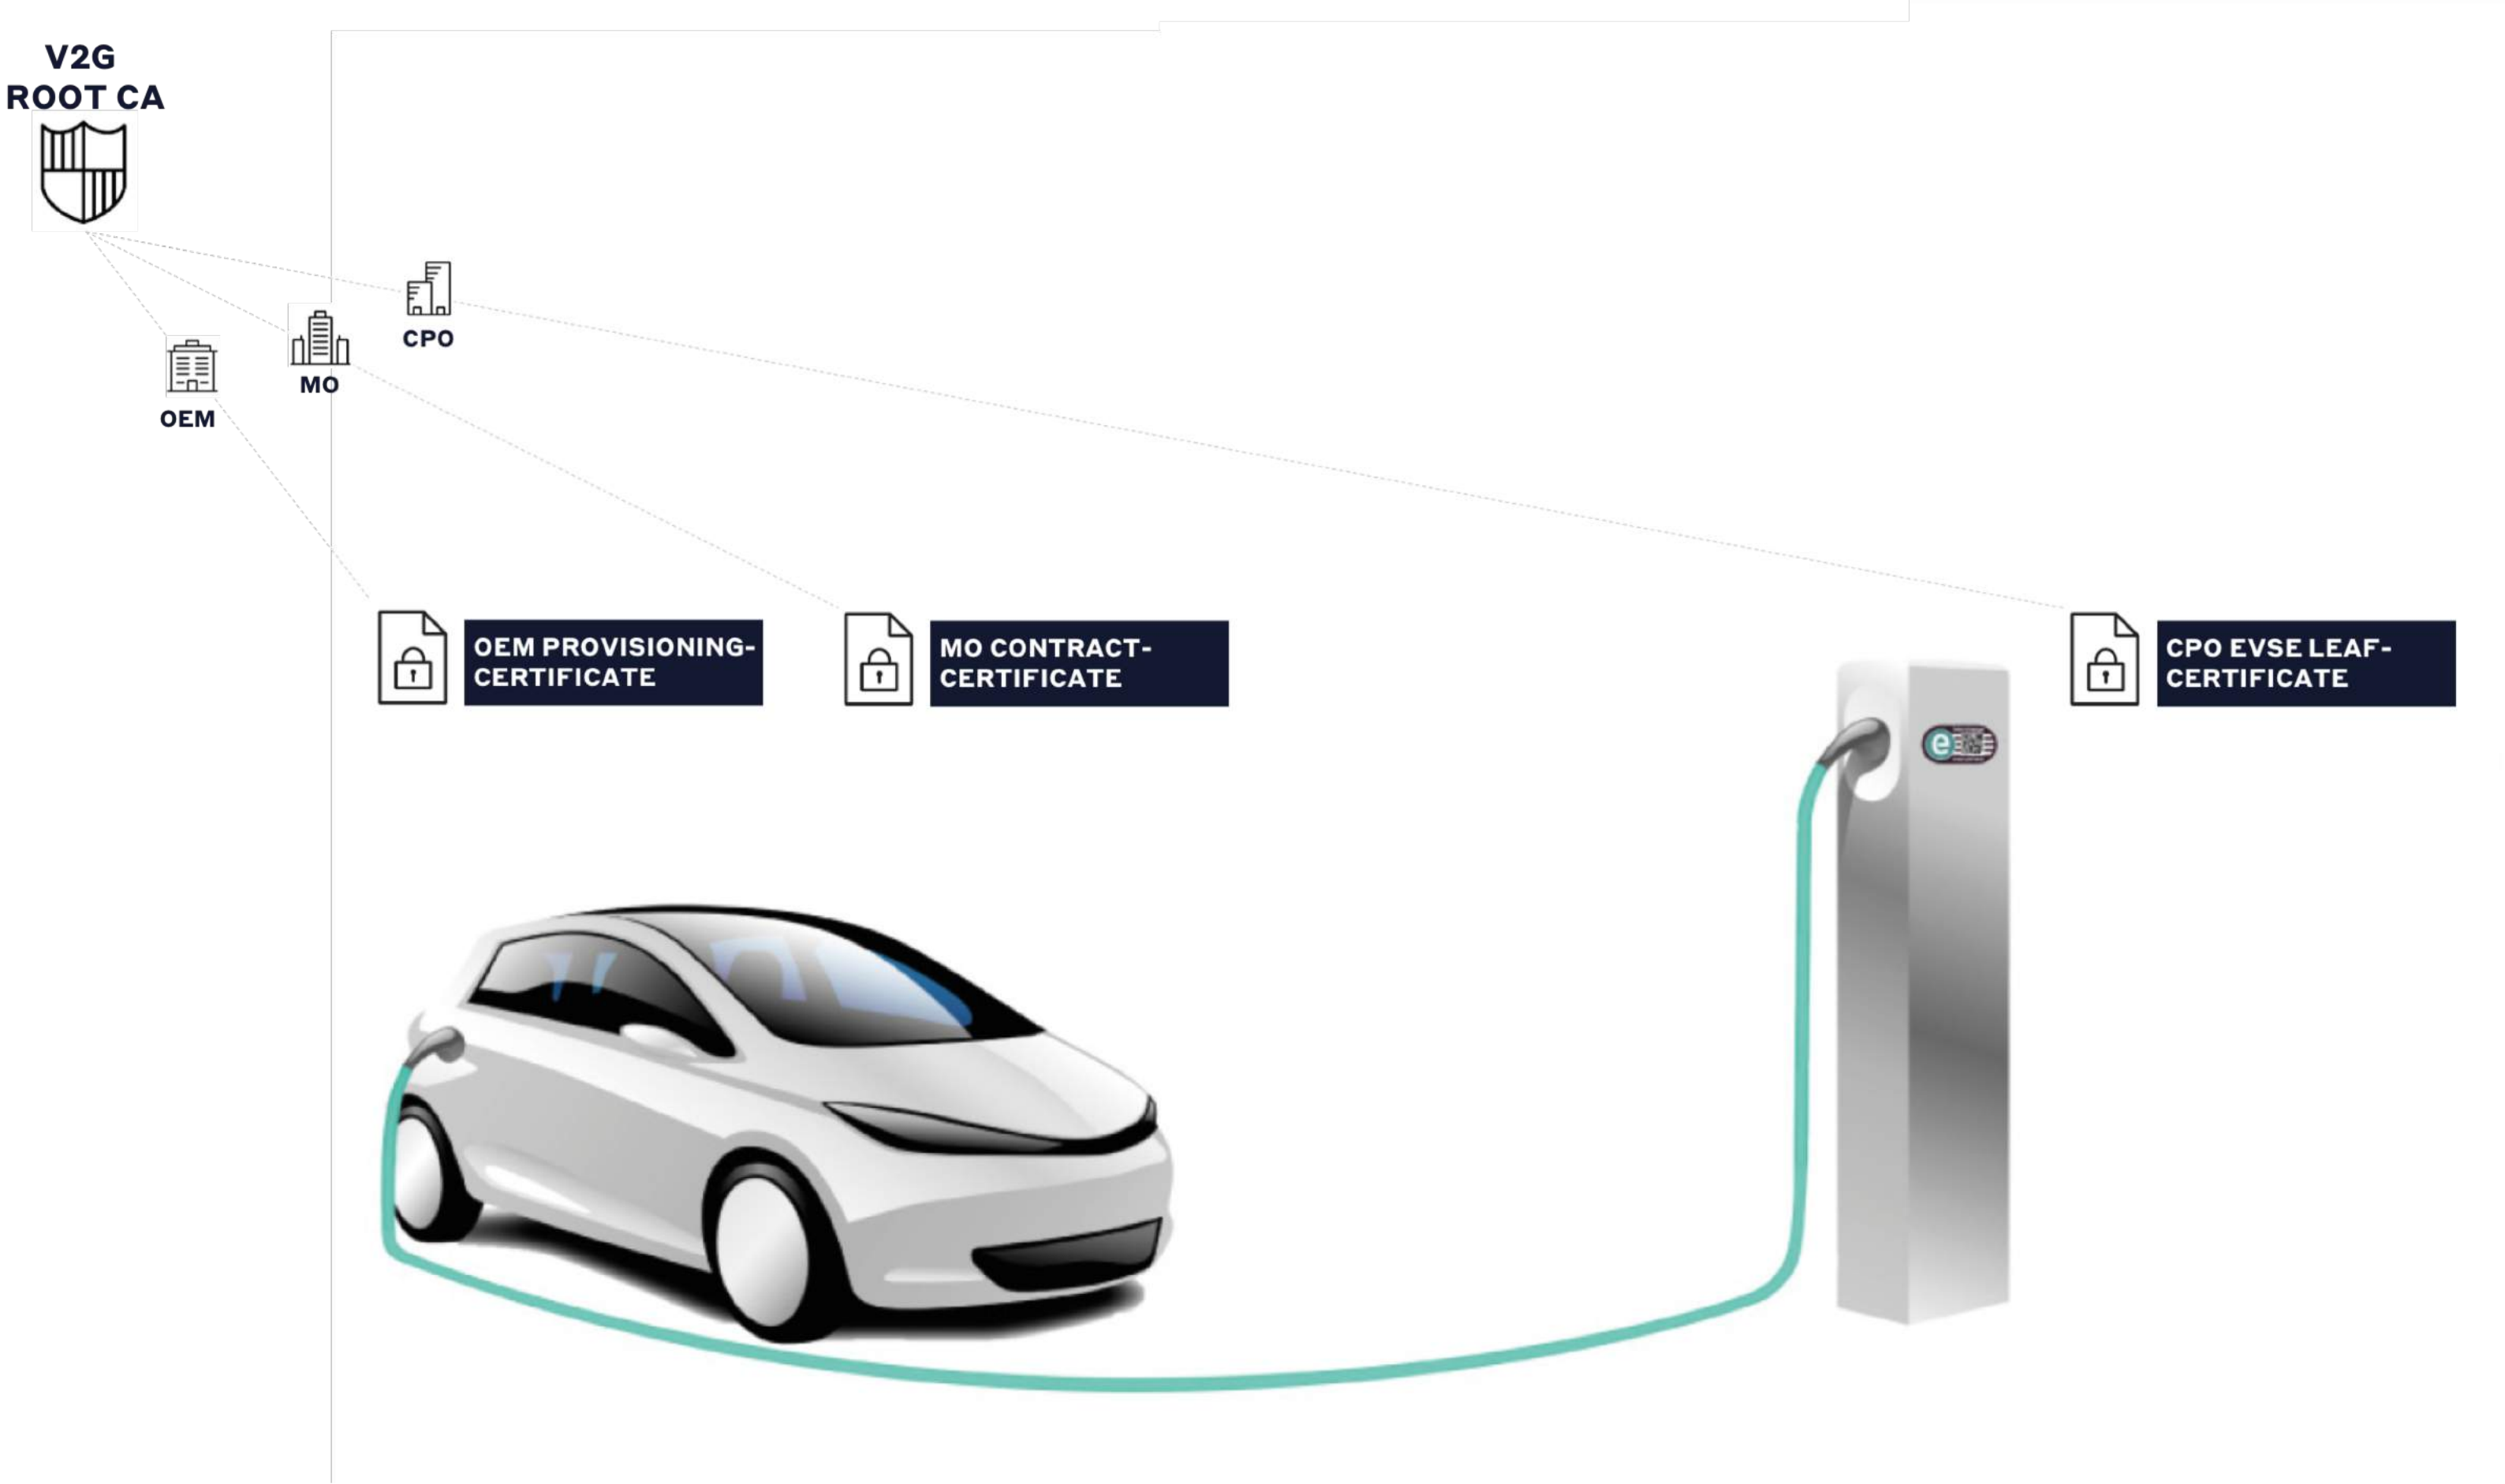 V2G
ROOT CA
CPO
MO
OEM
OEM PROVISIONING-
CERTIFICATE
MO CONTRACT-
CERTIFICATE
CPO EVSE LEAF-
CERTIFICATE
e